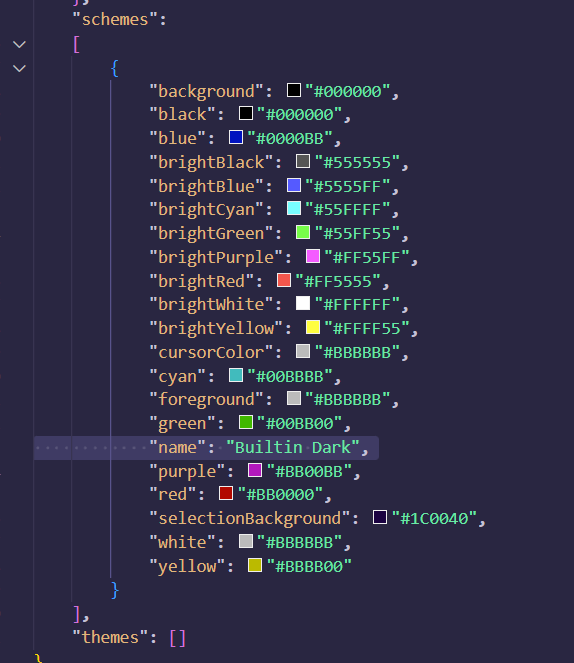 },
"schemes":
[
{
"background": "#000000",
"black": "#000000",
"blue": "#0000BB",
"brightBlack": "#555555",
"brightBlue": "#5555FF",
"brightCyan": "#55FFFF",
"brightGreen": "#55FF55",
"brightPurple": "#FF55FF",
"brightRed": "#FF5555",
"brightWhite": "#FFFFFF",
"brightYellow": "#FFFF55",
"cursorColor": "#BBBBBB",
"cyan": "#00BBBB",
"foreground": "#BBBBBB",
"green": "#00BB00",
"name": "Builtin Dark",
"purple": "#BB00BB",
"red": "#BB0000",
"selectionBackground": "#1C0040",
"white": "#BBBBBB",
"yellow": "#BBBB00"
}
],
"themes": []
}